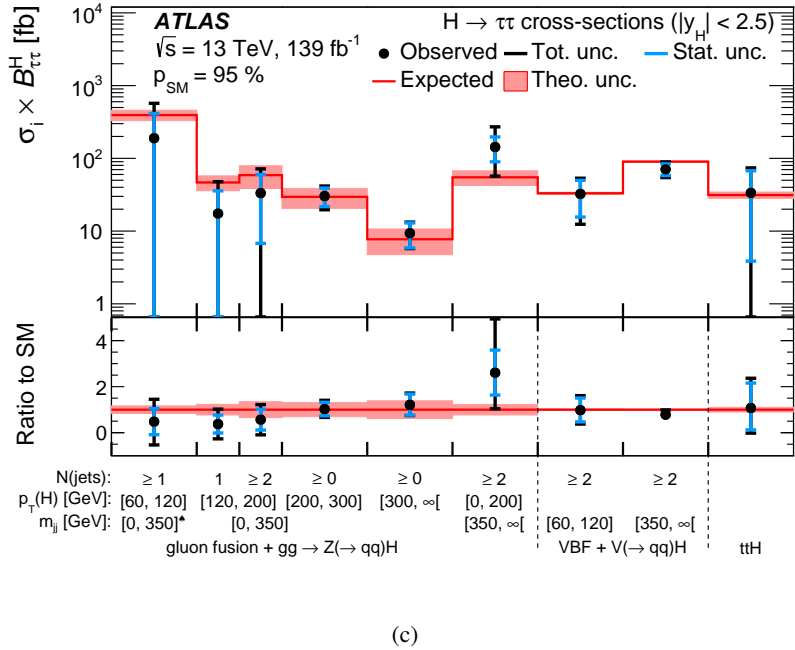 ATLAS
H → ττ cross-sections (|y_H| < 2.5)
√s = 13 TeV, 139 fb⁻¹
p_SM = 95 %
Observed Tot. unc. Stat. unc.
Expected Theo. unc.
σ_i × B^H_ττ [fb]
10⁴
10³
10²
10
1
Ratio to SM
4
2
0
N(jets): ≥ 1 1 ≥ 2 ≥ 0 ≥ 0 ≥ 2 ≥ 2 ≥ 2
p_T(H) [GeV]: [60, 120] [120, 200] [200, 300] [300, ∞[ [0, 200]
m_jj [GeV]: [0, 350]♠ [0, 350] [350, ∞[ [60, 120] [350, ∞[
gluon fusion + gg → Z(→ qq)H VBF + V(→ qq)H ttH
(c)